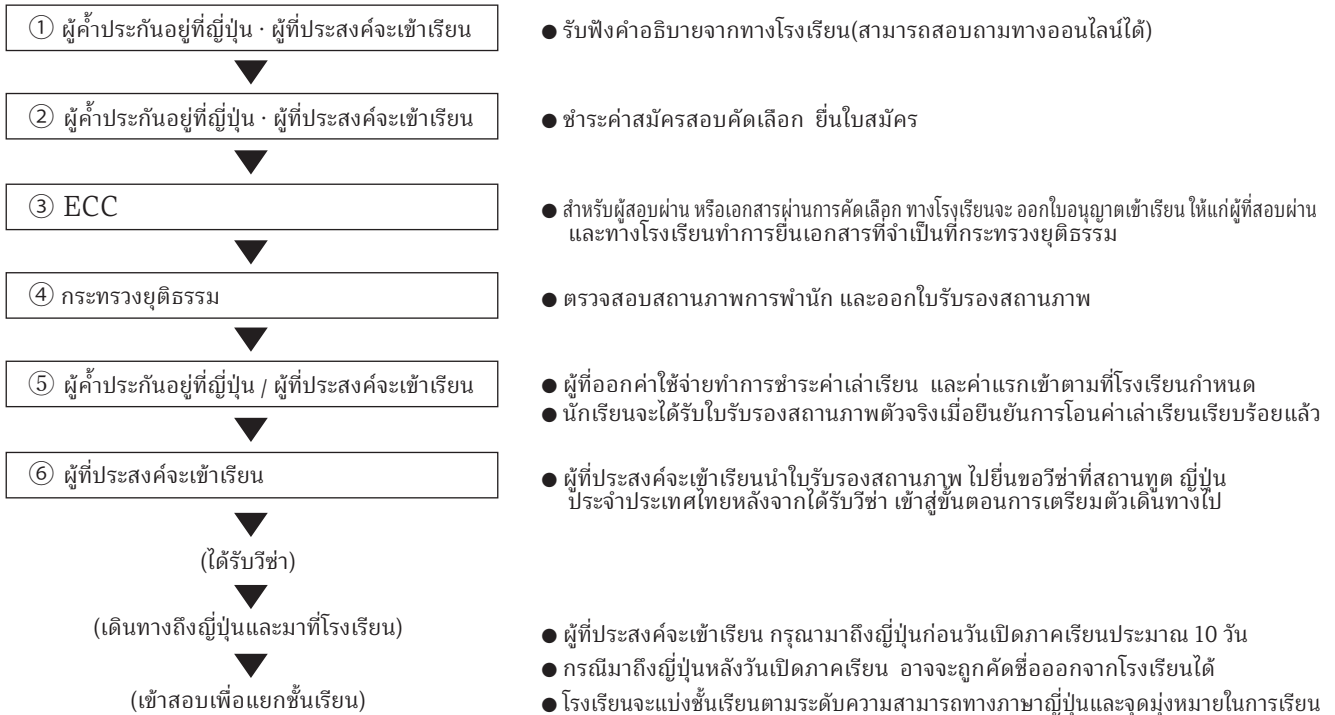 ① ผู้ค้ำประกันอยู่ที่ญี่ปุ่น · ผู้ที่ประสงค์จะเข้าเรียน
● รับฟังคำอธิบายจากทางโรงเรียน(สามารถสอบถามทางออนไลน์ได้)
② ผู้ค้ำประกันอยู่ที่ญี่ปุ่น · ผู้ที่ประสงค์จะเข้าเรียน
● ชำระค่าสมัครสอบคัดเลือก ยื่นใบสมัคร
③ ECC
● สำหรับผู้สอบผ่าน หรือเอกสารผ่านการคัดเลือก ทางโรงเรียนจะ ออกใบอนุญาตเข้าเรียน ให้แก่ผู้ที่สอบผ่าน
และทางโรงเรียนทำการยื่นเอกสารที่จำเป็นที่กระทรวงยุติธรรม
④ กระทรวงยุติธรรม
● ตรวจสอบสถานภาพการพำนัก และออกใบรับรองสถานภาพ
⑤ ผู้ค้ำประกันอยู่ที่ญี่ปุ่น / ผู้ที่ประสงค์จะเข้าเรียน
● ผู้ที่ออกค่าใช้จ่ายทำการชำระค่าเล่าเรียน และค่าแรกเข้าตามที่โรงเรียนกำหนด
● นักเรียนจะได้รับใบรับรองสถานภาพตัวจริงเมื่อยืนยันการโอนค่าเล่าเรียนเรียบร้อยแล้ว
⑥ ผู้ที่ประสงค์จะเข้าเรียน
● ผู้ที่ประสงค์จะเข้าเรียนนำใบรับรองสถานภาพ ไปยื่นขอวีซ่าที่สถานทูต ญี่ปุ่น
ประจำประเทศไทยหลังจากได้รับวีซ่า เข้าสู่ขั้นตอนการเตรียมตัวเดินทางไป
(ได้รับวีซ่า)
(เดินทางถึงญี่ปุ่นและมาที่โรงเรียน)
● ผู้ที่ประสงค์จะเข้าเรียน กรุณามาถึงญี่ปุ่นก่อนวันเปิดภาคเรียนประมาณ 10 วัน
● กรณีมาถึงญี่ปุ่นหลังวันเปิดภาคเรียน อาจจะถูกคัดชื่อออกจากโรงเรียนได้
(เข้าสอบเพื่อแยกชั้นเรียน)
● โรงเรียนจะแบ่งชั้นเรียนตามระดับความสามารถทางภาษาญี่ปุ่นและจุดมุ่งหมายในการเรียน